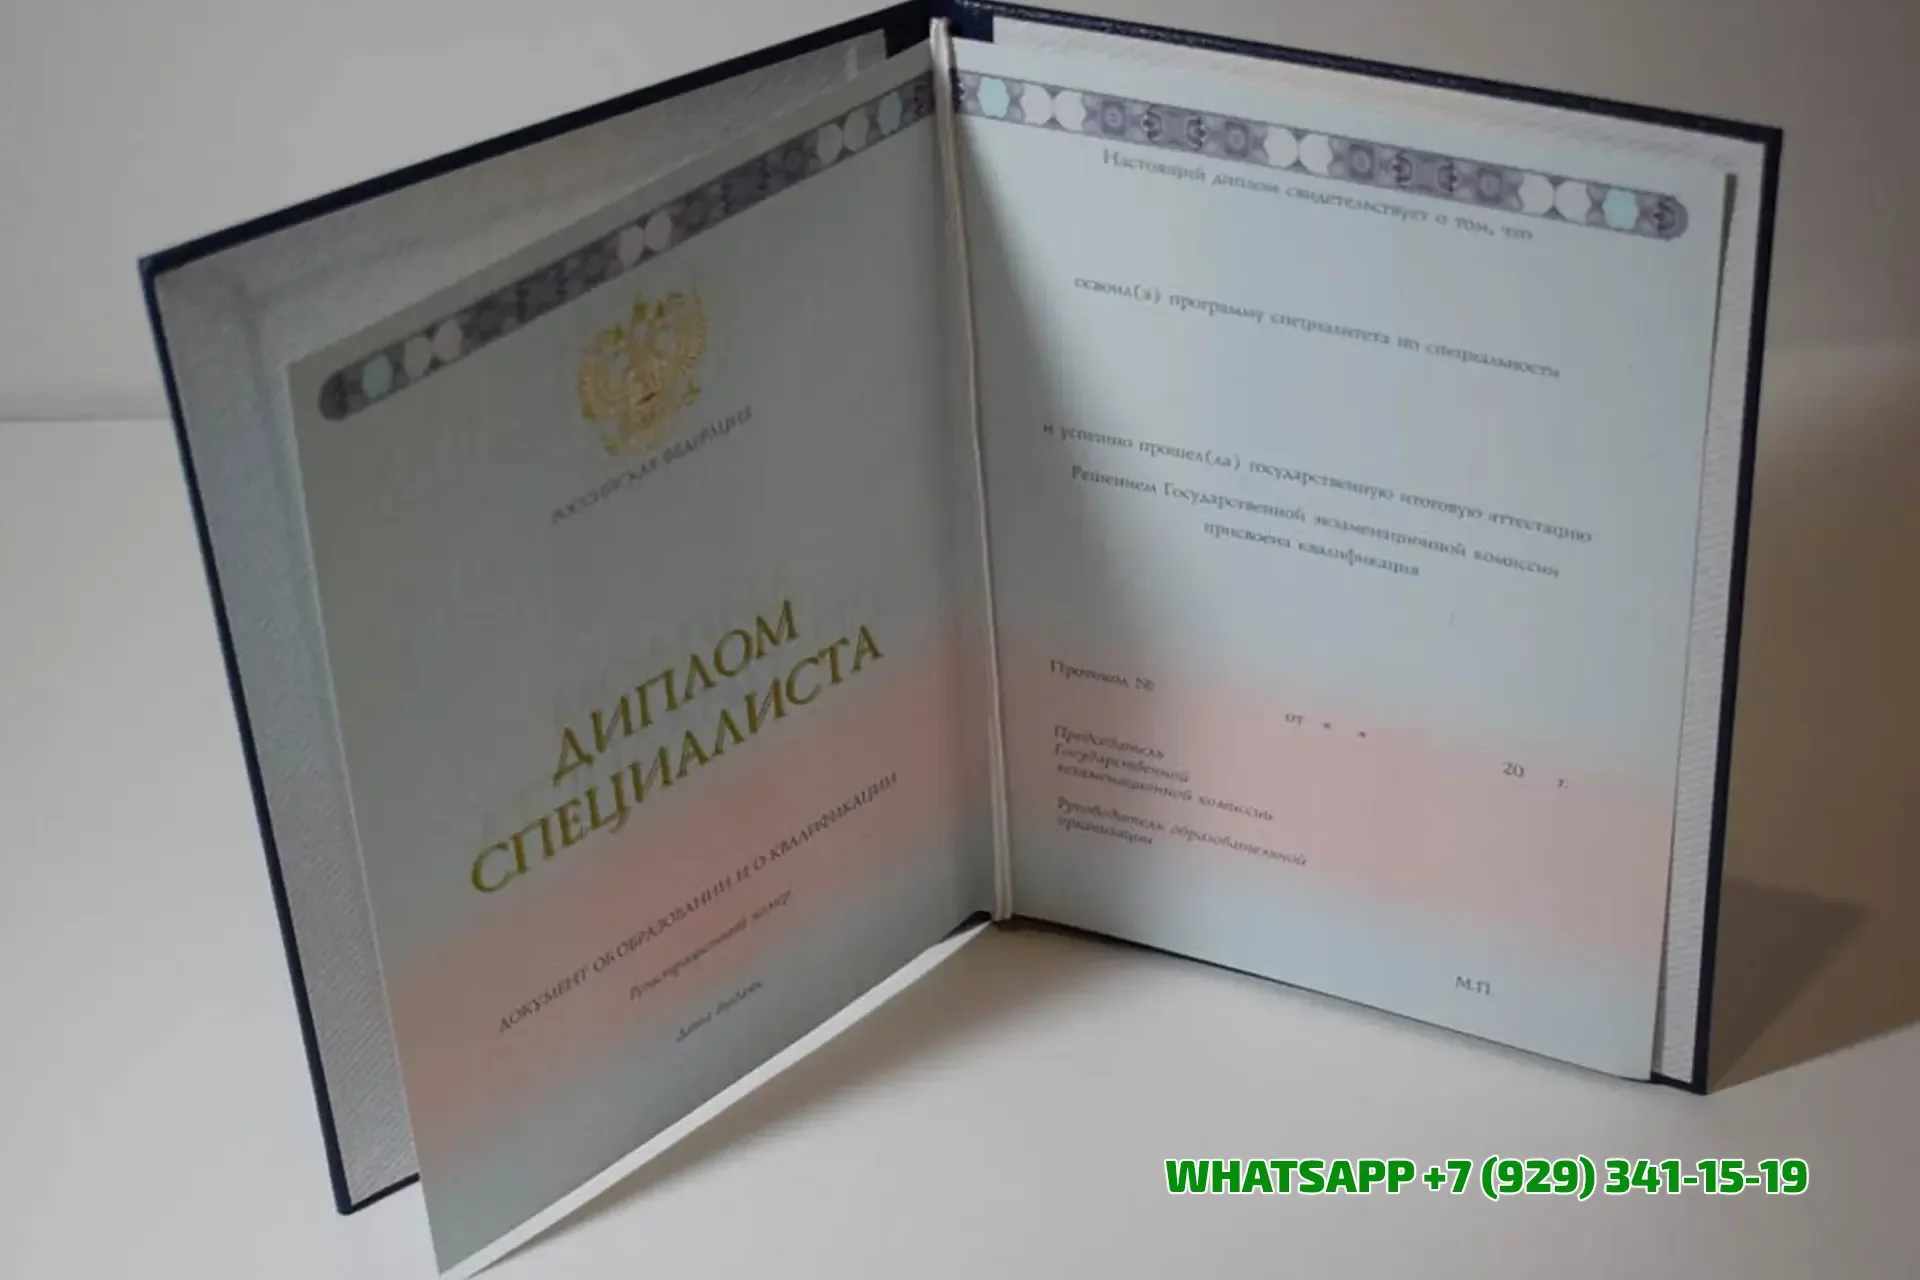 РОССИЙСКАЯ ФЕДЕРАЦИЯ
ДИПЛОМ
СПЕЦИАЛИСТА
ДОКУМЕНТ ОБ ОБРАЗОВАНИИ И О КВАЛИФИКАЦИИ
Регистрационный номер
Дата выдачи
Настоящий диплом свидетельствует о том, что
освоил(а) программу специалитета по специальности
и успешно прошел(ла) государственную итоговую аттестацию
Решением Государственной экзаменационной комиссии
присвоена квалификация
Протокол №
от « » 20 г.
Председатель
Государственной
экзаменационной комиссии
Руководитель образовательной
организации
М.П.
WHATSAPP +7 (929) 341-15-19